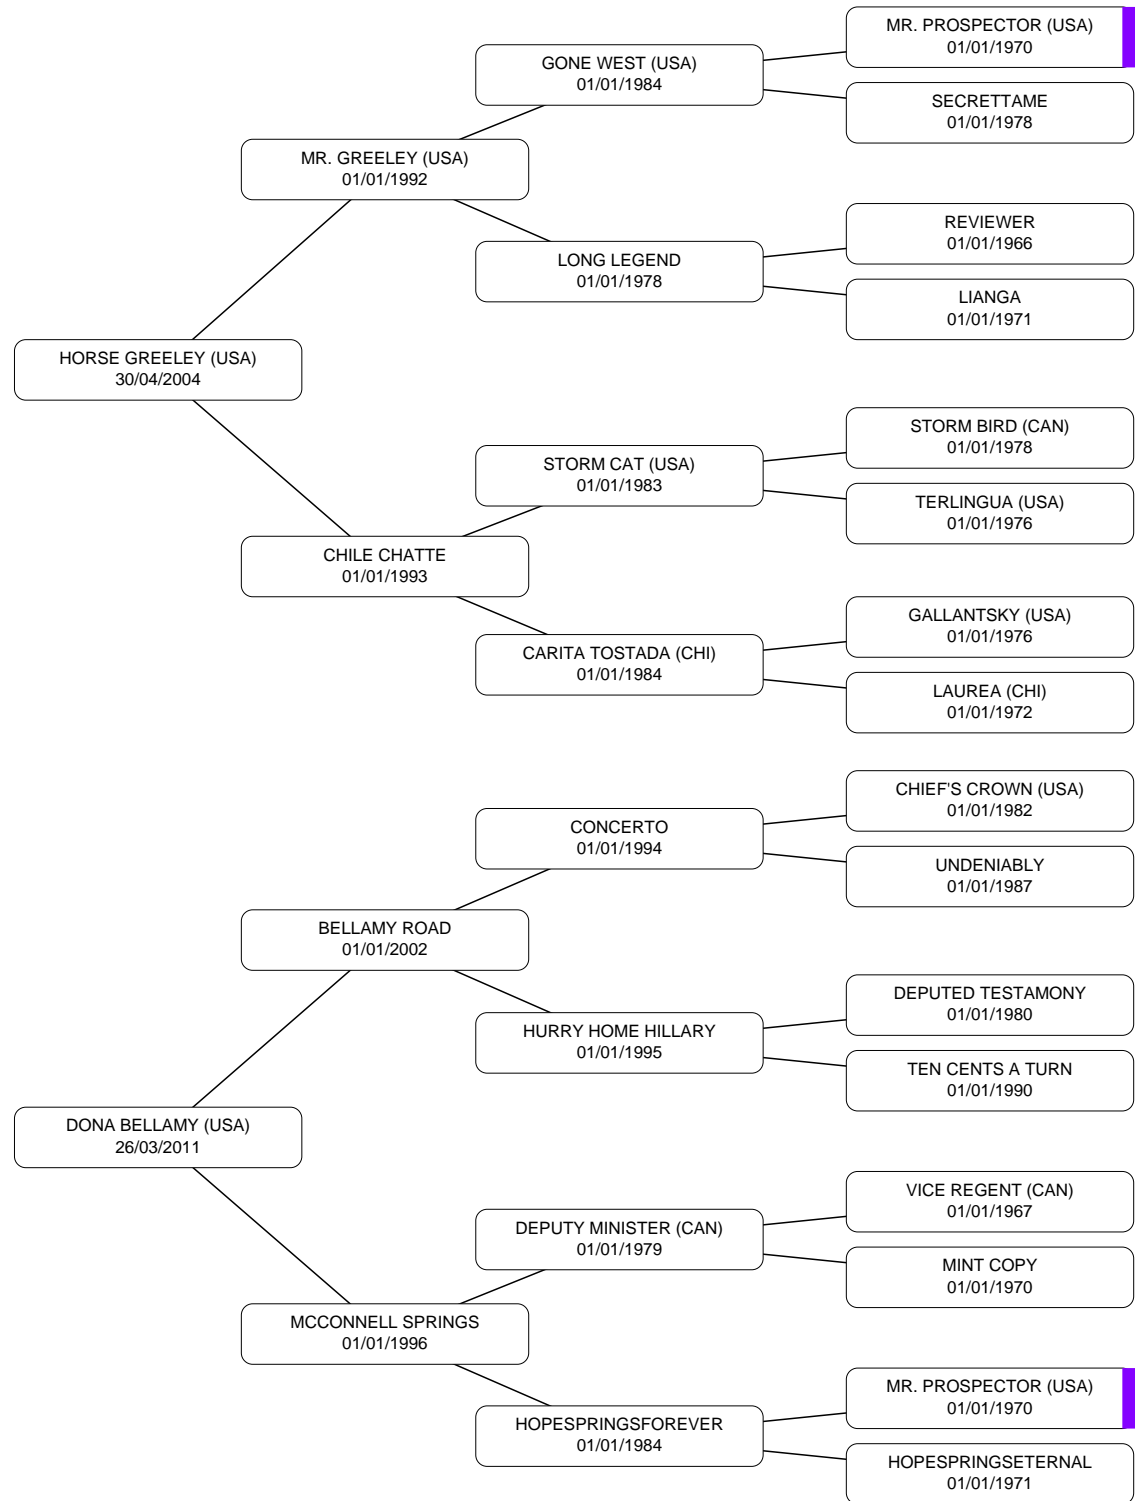 MR. PROSPECTOR (USA)
01/01/1970
GONE WEST (USA)
01/01/1984
SECRETTAME
01/01/1978
MR. GREELEY (USA)
01/01/1992
REVIEWER
01/01/1966
LONG LEGEND
01/01/1978
LIANGA
01/01/1971
HORSE GREELEY (USA)
30/04/2004
STORM BIRD (CAN)
01/01/1978
STORM CAT (USA)
01/01/1983
TERLINGUA (USA)
01/01/1976
CHILE CHATTE
01/01/1993
GALLANTSKY (USA)
01/01/1976
CARITA TOSTADA (CHI)
01/01/1984
LAUREA (CHI)
01/01/1972
CHIEF'S CROWN (USA)
01/01/1982
CONCERTO
01/01/1994
UNDENIABLY
01/01/1987
BELLAMY ROAD
01/01/2002
DEPUTED TESTAMONY
01/01/1980
HURRY HOME HILLARY
01/01/1995
TEN CENTS A TURN
01/01/1990
DONA BELLAMY (USA)
26/03/2011
VICE REGENT (CAN)
01/01/1967
DEPUTY MINISTER (CAN)
01/01/1979
MINT COPY
01/01/1970
MCCONNELL SPRINGS
01/01/1996
MR. PROSPECTOR (USA)
01/01/1970
HOPESPRINGSFOREVER
01/01/1984
HOPESPRINGSETERNAL
01/01/1971